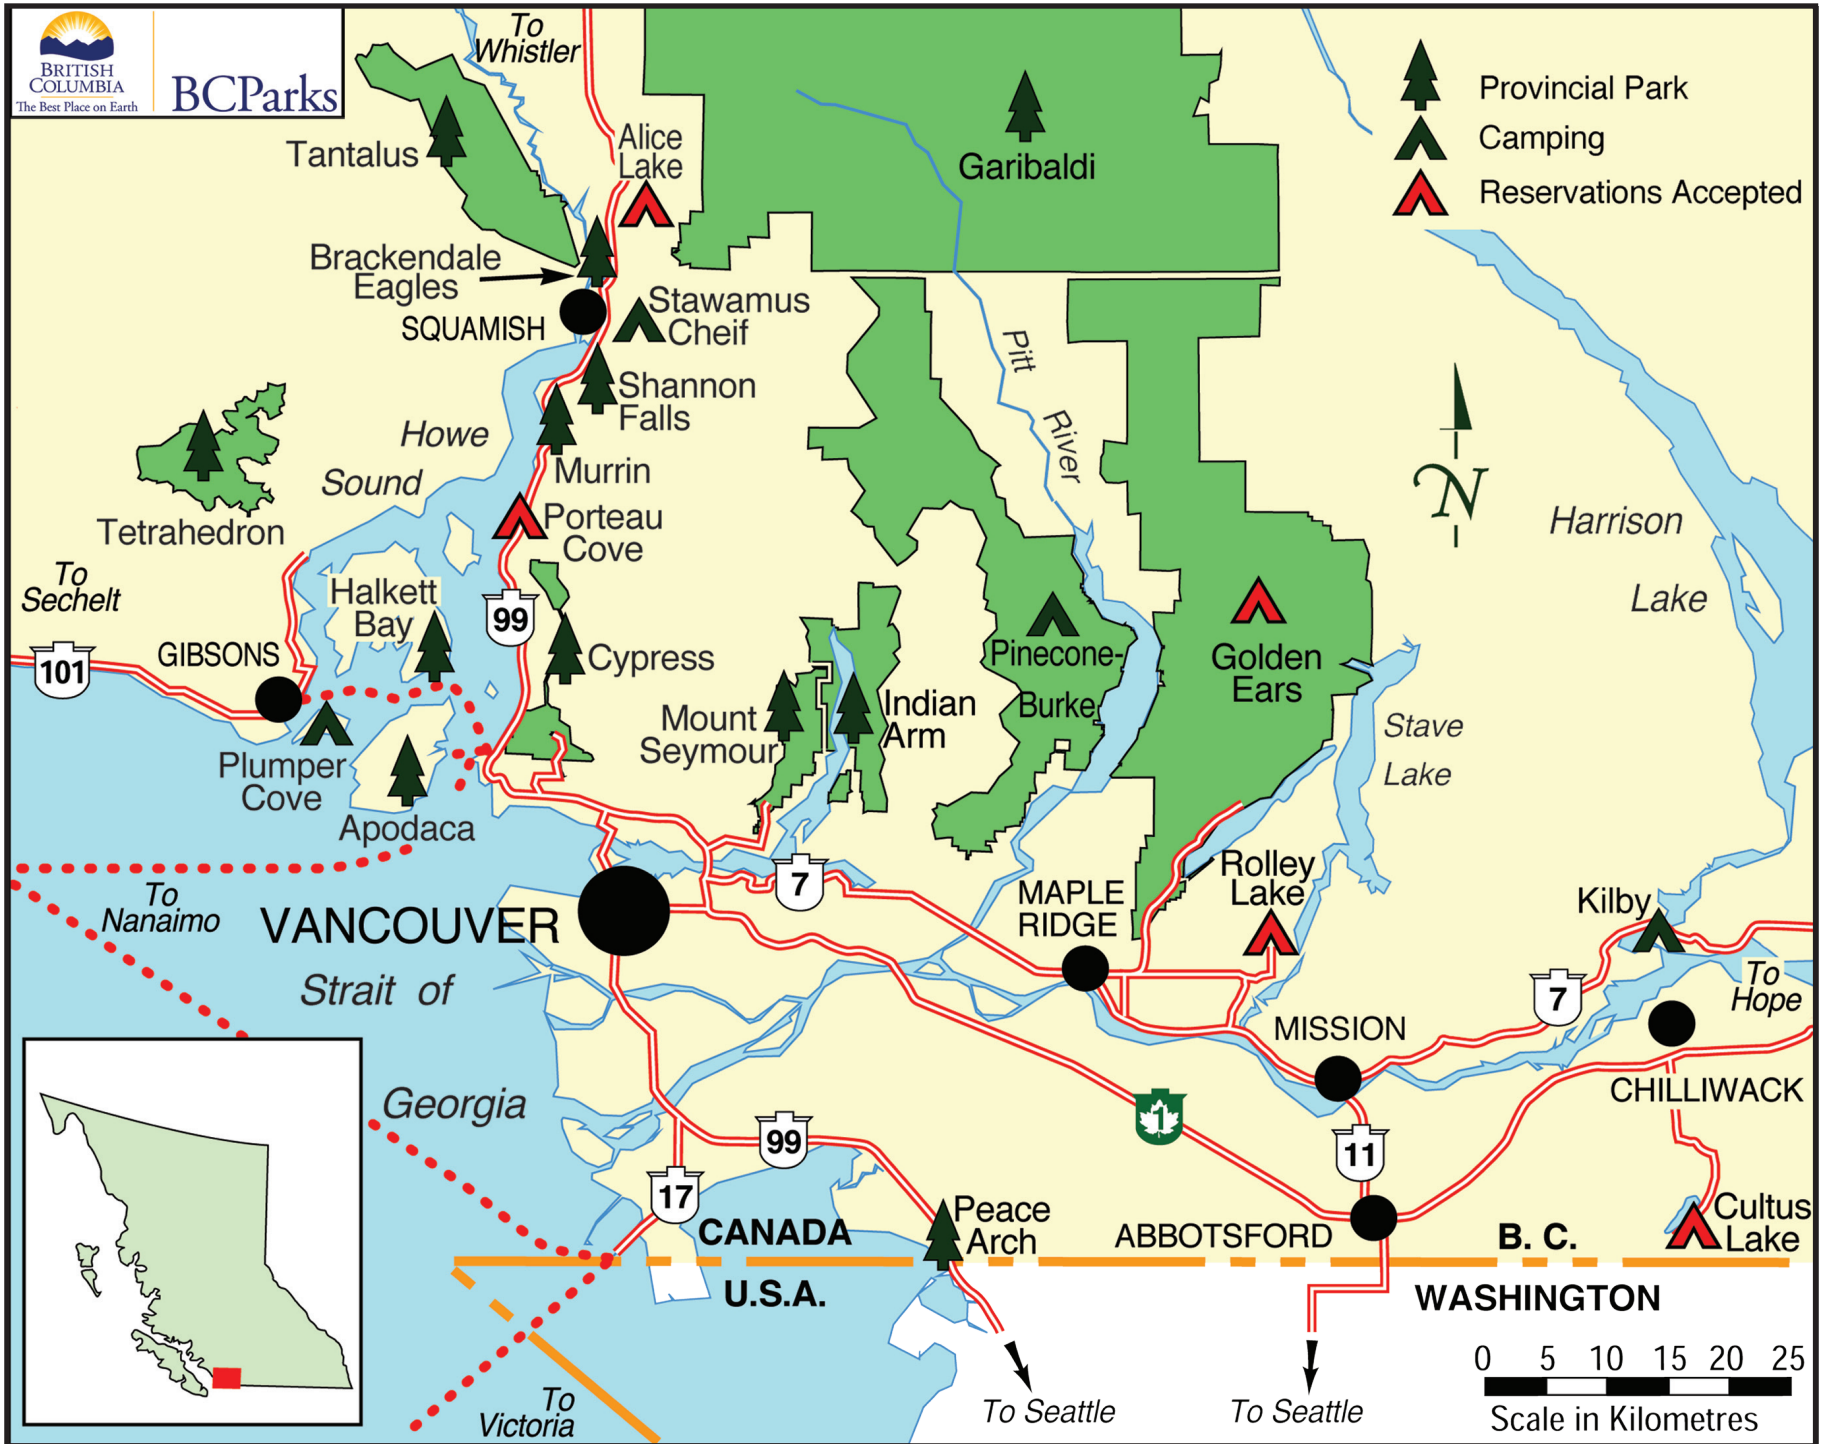 BRITISH
COLUMBIA
The Best Place on Earth
BCParks
To
Whistler
Provincial Park
Camping
Reservations Accepted
Alice
Lake
Tantalus
Garibaldi
Brackendale
Eagles
SQUAMISH
Stawamus
Cheif
Shannon
Falls
Pitt
River
Howe
Sound
Murrin
Tetrahedron
Porteau
Cove
N
Harrison
Lake
To
Sechelt
Halkett
Bay
99
101
GIBSONS
Cypress
Pinecone-
Burke
Golden
Ears
Mount
Seymour
Indian
Arm
Stave
Lake
Plumper
Cove
Apodaca
7
Rolley
Lake
MAPLE
RIDGE
Kilby
To
Nanaimo
VANCOUVER
Strait of
Georgia
7
To
Hope
MISSION
CHILLIWACK
1
99
11
17
Peace
Arch
CANADA
U.S.A.
ABBOTSFORD
B. C.
WASHINGTON
Cultus
Lake
0 5 10 15 20 25
Scale in Kilometres
To
Victoria
To Seattle
To Seattle